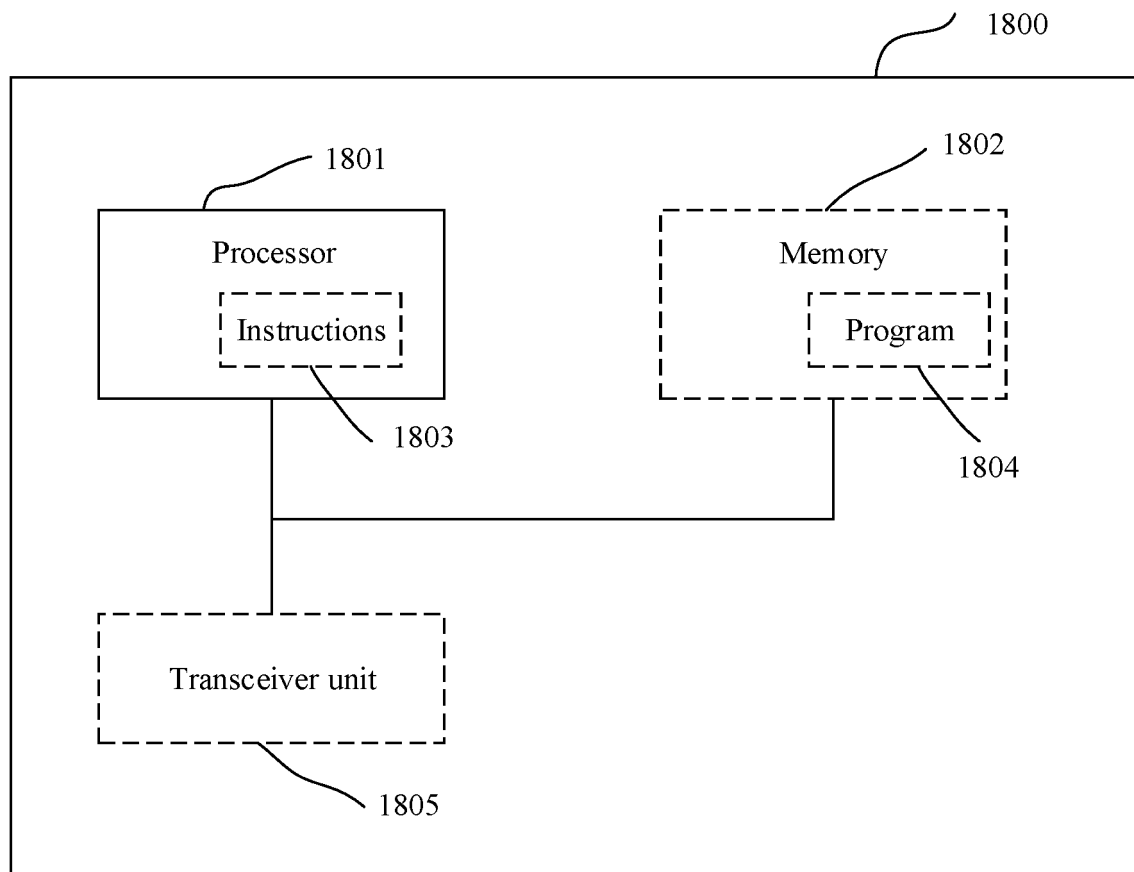 1800
1801
1802
Processor
Memory
Instructions
Program
1803
1804
Transceiver unit
1805